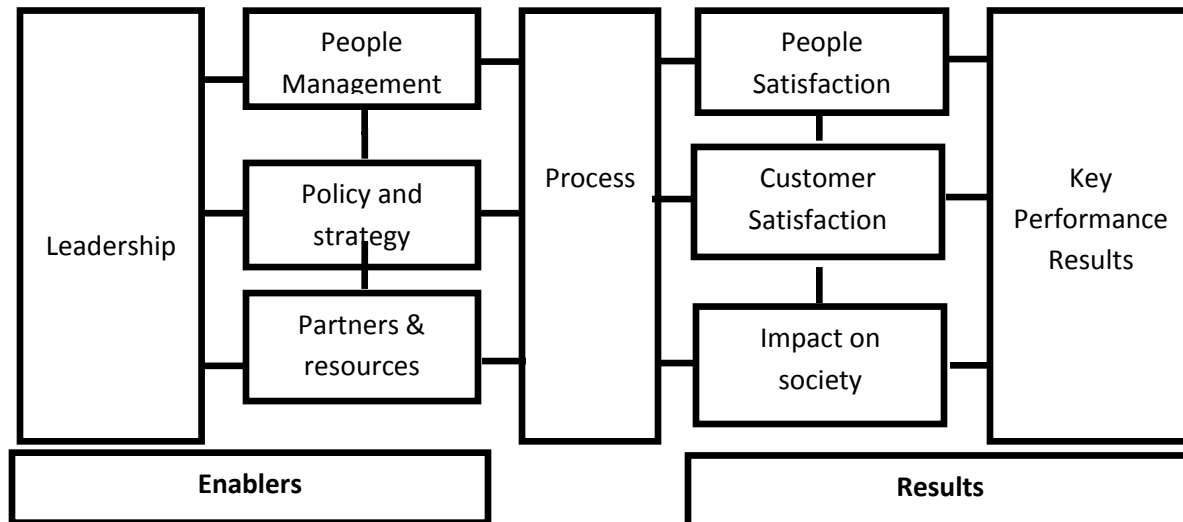 People
Management
People
Satisfaction
Policy and
strategy
Process
Customer
Satisfaction
Key
Performance
Results
Leadership
Partners &
resources
Impact on
society
Enablers
Results